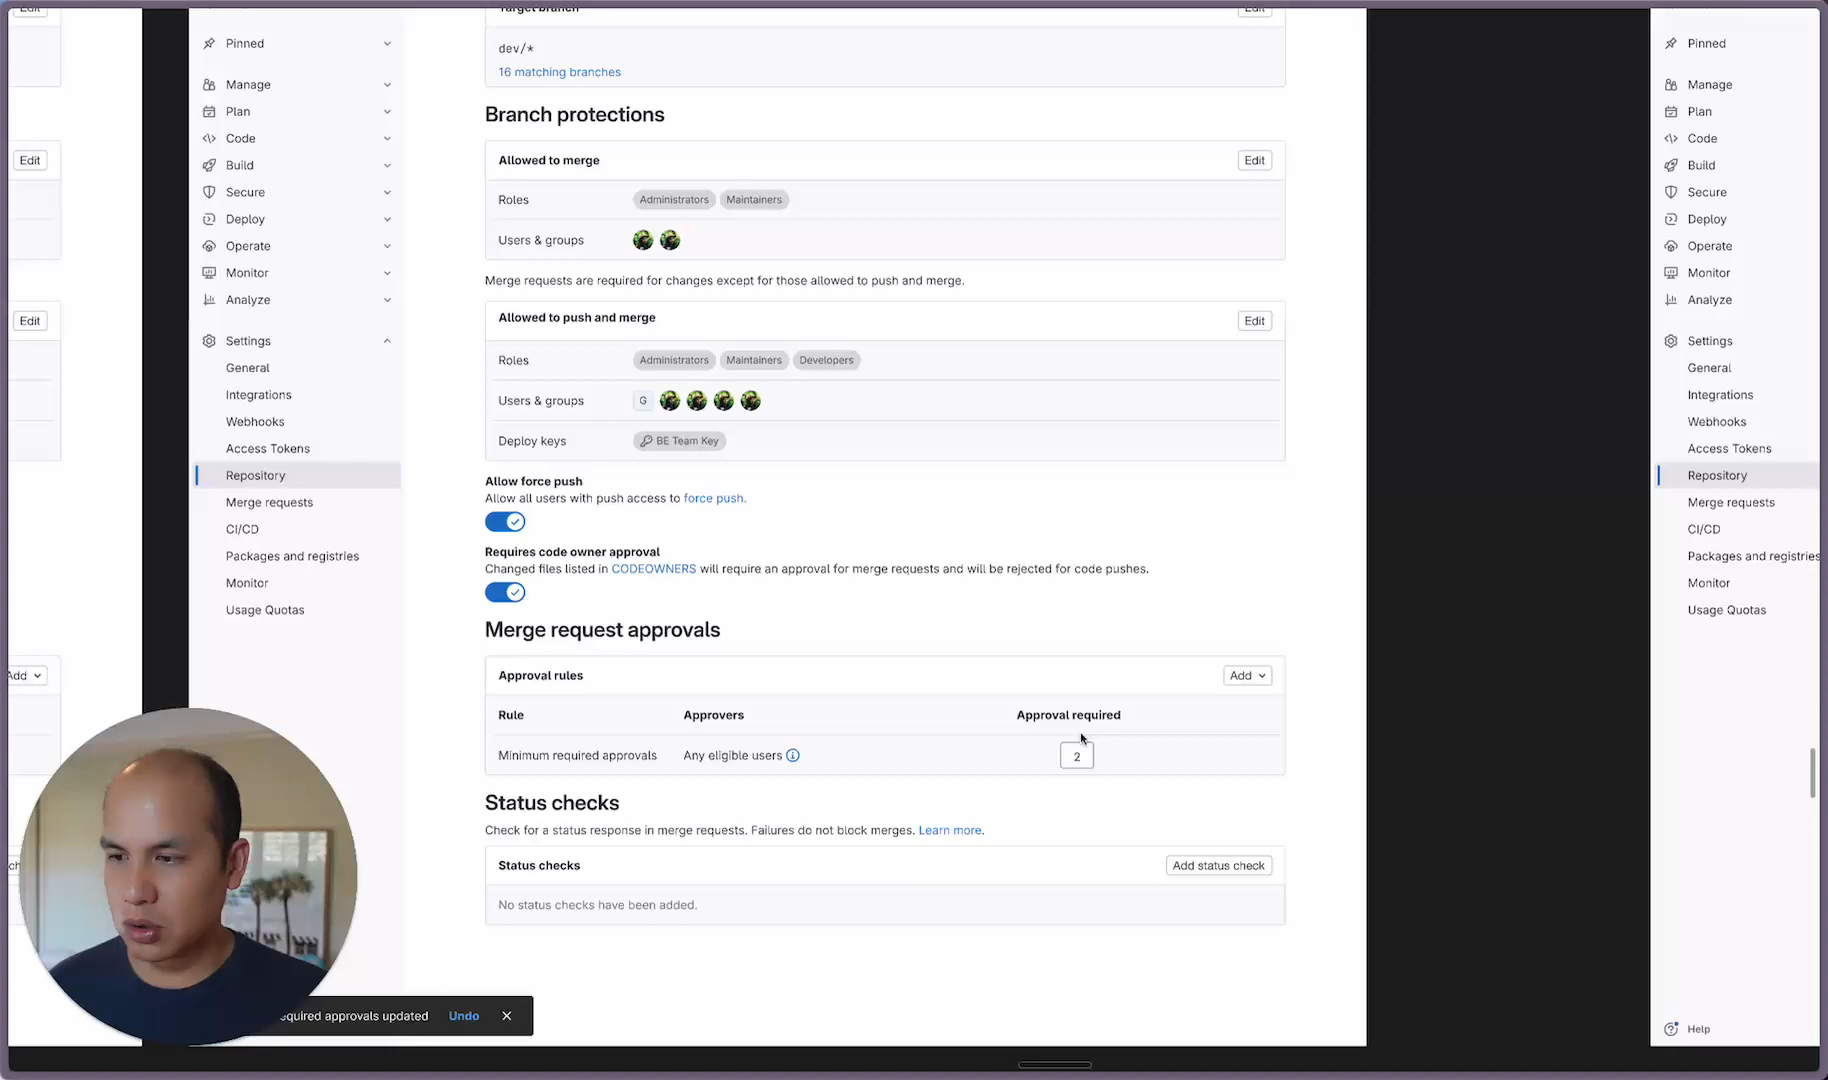 Edit
Edit
Edit
Add
Pinned
Manage
Plan
Code
Build
Secure
Deploy
Operate
Monitor
Analyze
Settings
General
Integrations
Webhooks
Access Tokens
Repository
Merge requests
CI/CD
Packages and registries
Monitor
Usage Quotas
Target branch
Edit
dev/*
16 matching branches
Branch protections
Allowed to merge
Edit
Roles
Administrators
Maintainers
Users & groups
Merge requests are required for changes except for those allowed to push and merge.
Allowed to push and merge
Edit
Roles
Administrators
Maintainers
Developers
Users & groups
G
Deploy keys
BE Team Key
Allow force push
Allow all users with push access to force push.
Requires code owner approval
Changed files listed in CODEOWNERS will require an approval for merge requests and will be rejected for code pushes.
Merge request approvals
Approval rules
Add
Rule
Approvers
Approval required
Minimum required approvals
Any eligible users
2
Status checks
Check for a status response in merge requests. Failures do not block merges. Learn more.
Status checks
Add status check
No status checks have been added.
equired approvals updated
Undo
Pinned
Manage
Plan
Code
Build
Secure
Deploy
Operate
Monitor
Analyze
Settings
General
Integrations
Webhooks
Access Tokens
Repository
Merge requests
CI/CD
Packages and registries
Monitor
Usage Quotas
Help